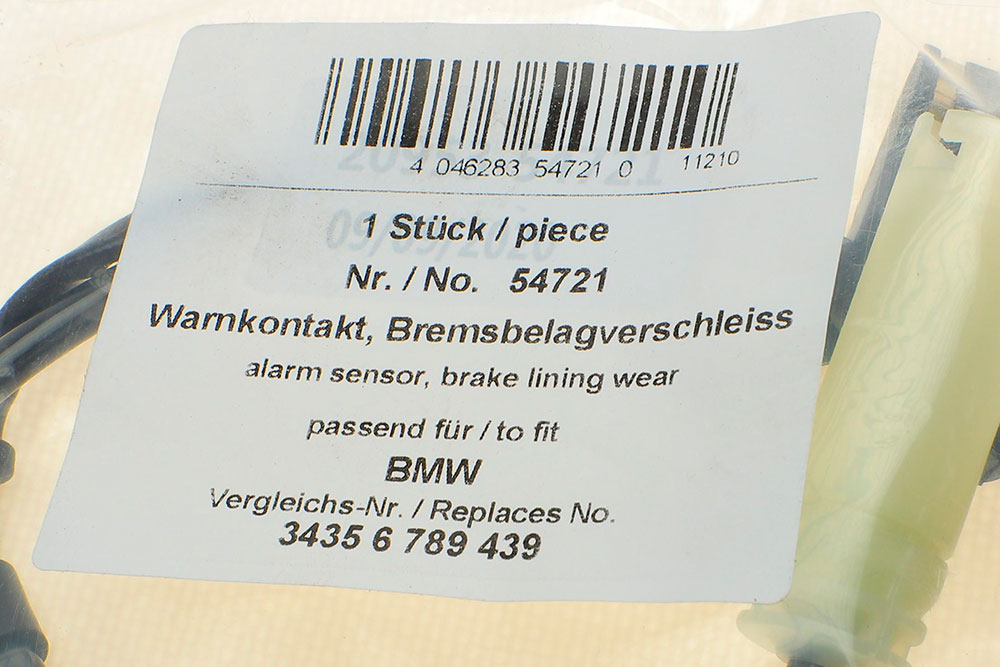 4 046283 54721 0 11210
1 Stück / piece
Nr. / No. 54721
Warnkontakt, Bremsbelagverschleiss
alarm sensor, brake lining wear
passend für / to fit
BMW
Vergleichs-Nr. / Replaces No.
3435 6 789 439